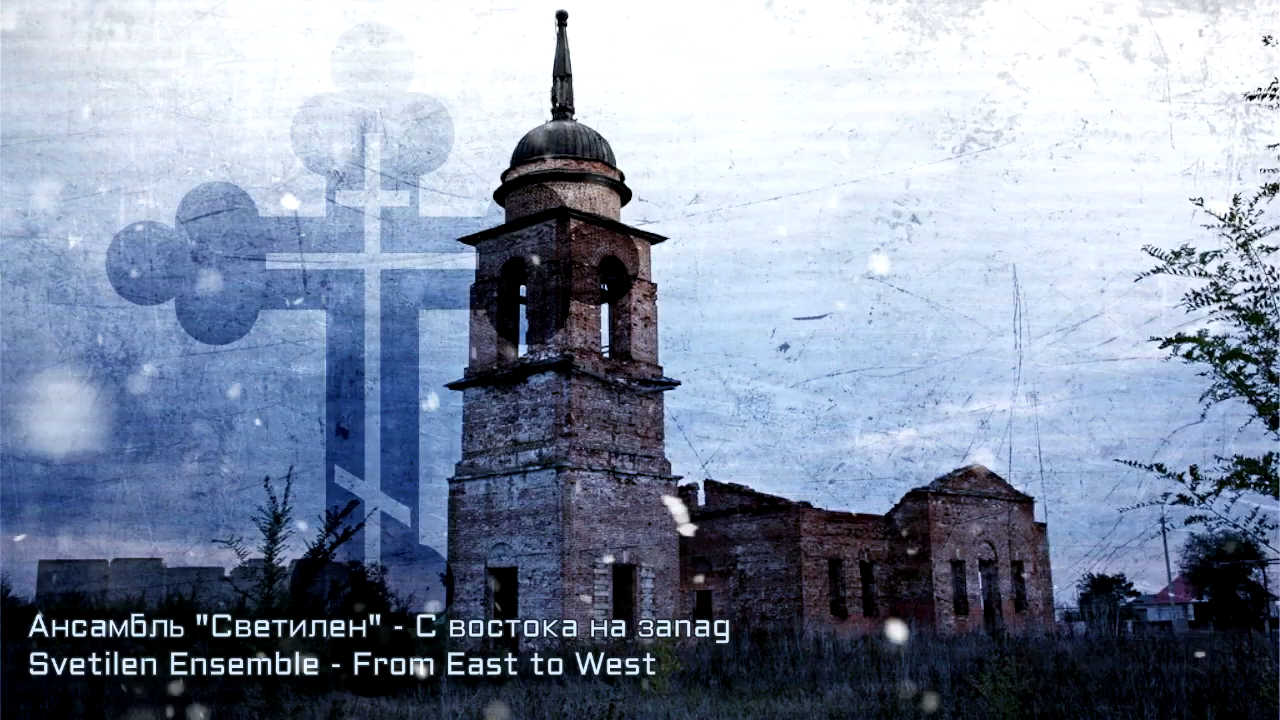 Ансамбль "Светилен" - С востока на запад
Svetilen Ensemble - From East to West